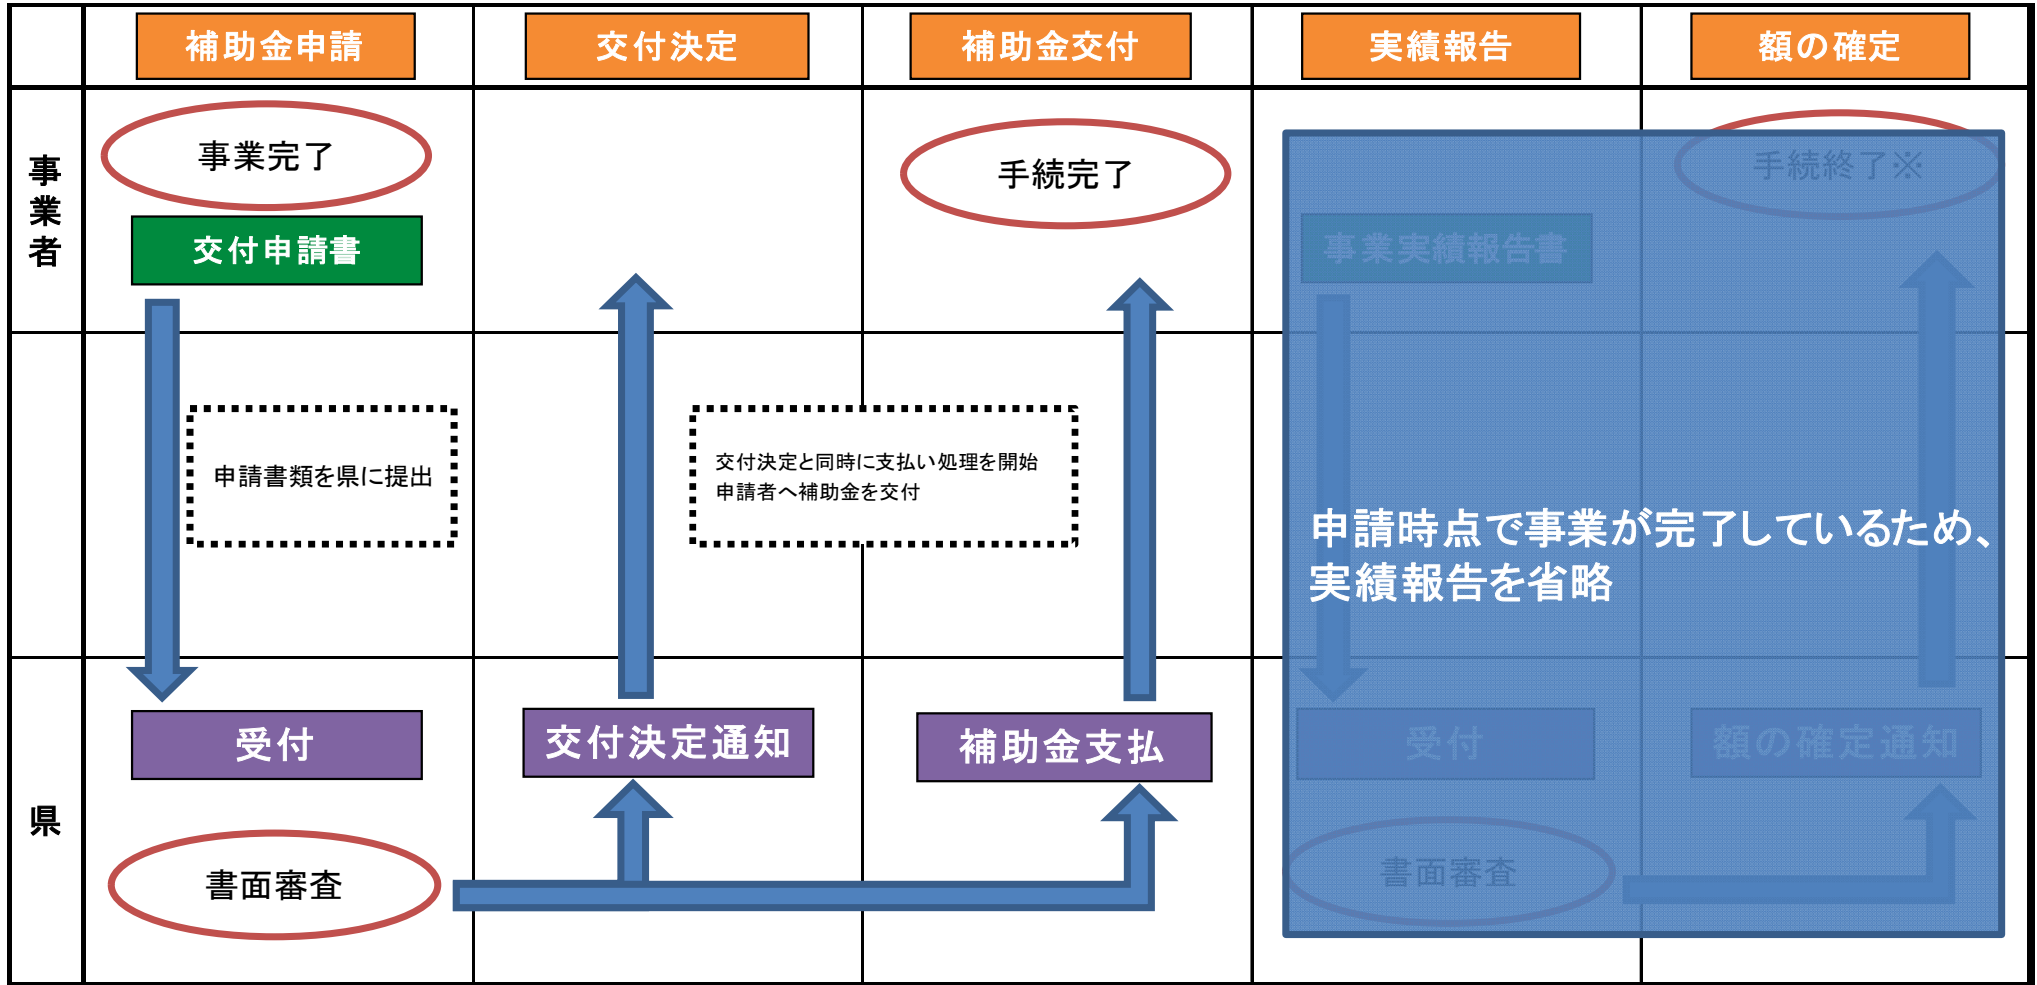 補助金申請
交付決定
補助金交付
実績報告
額の確定
事業者
事業完了
交付申請書
手続完了
手続終了※
事業実績報告書
申請書類を県に提出
交付決定と同時に支払い処理を開始
申請者へ補助金を交付
申請時点で事業が完了しているため、
実績報告を省略
県
受付
交付決定通知
補助金支払
受付
額の確定通知
書面審査
書面審査